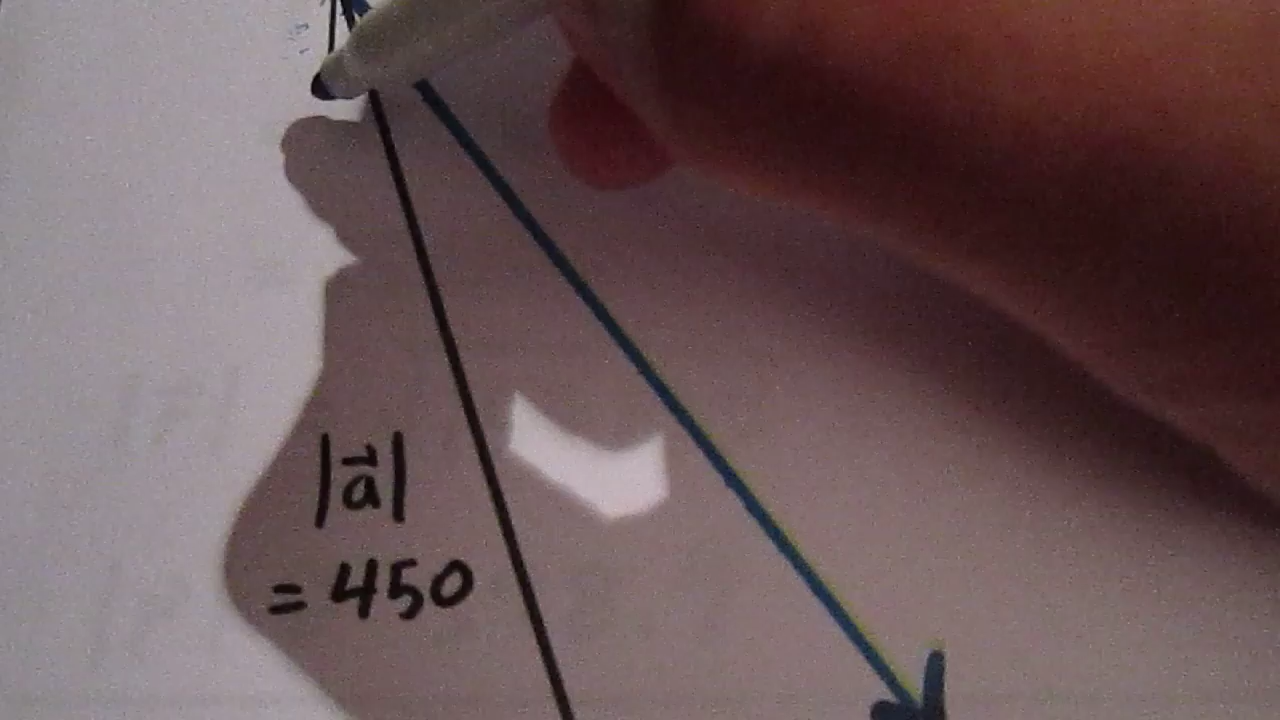 |a⃗|
= 450